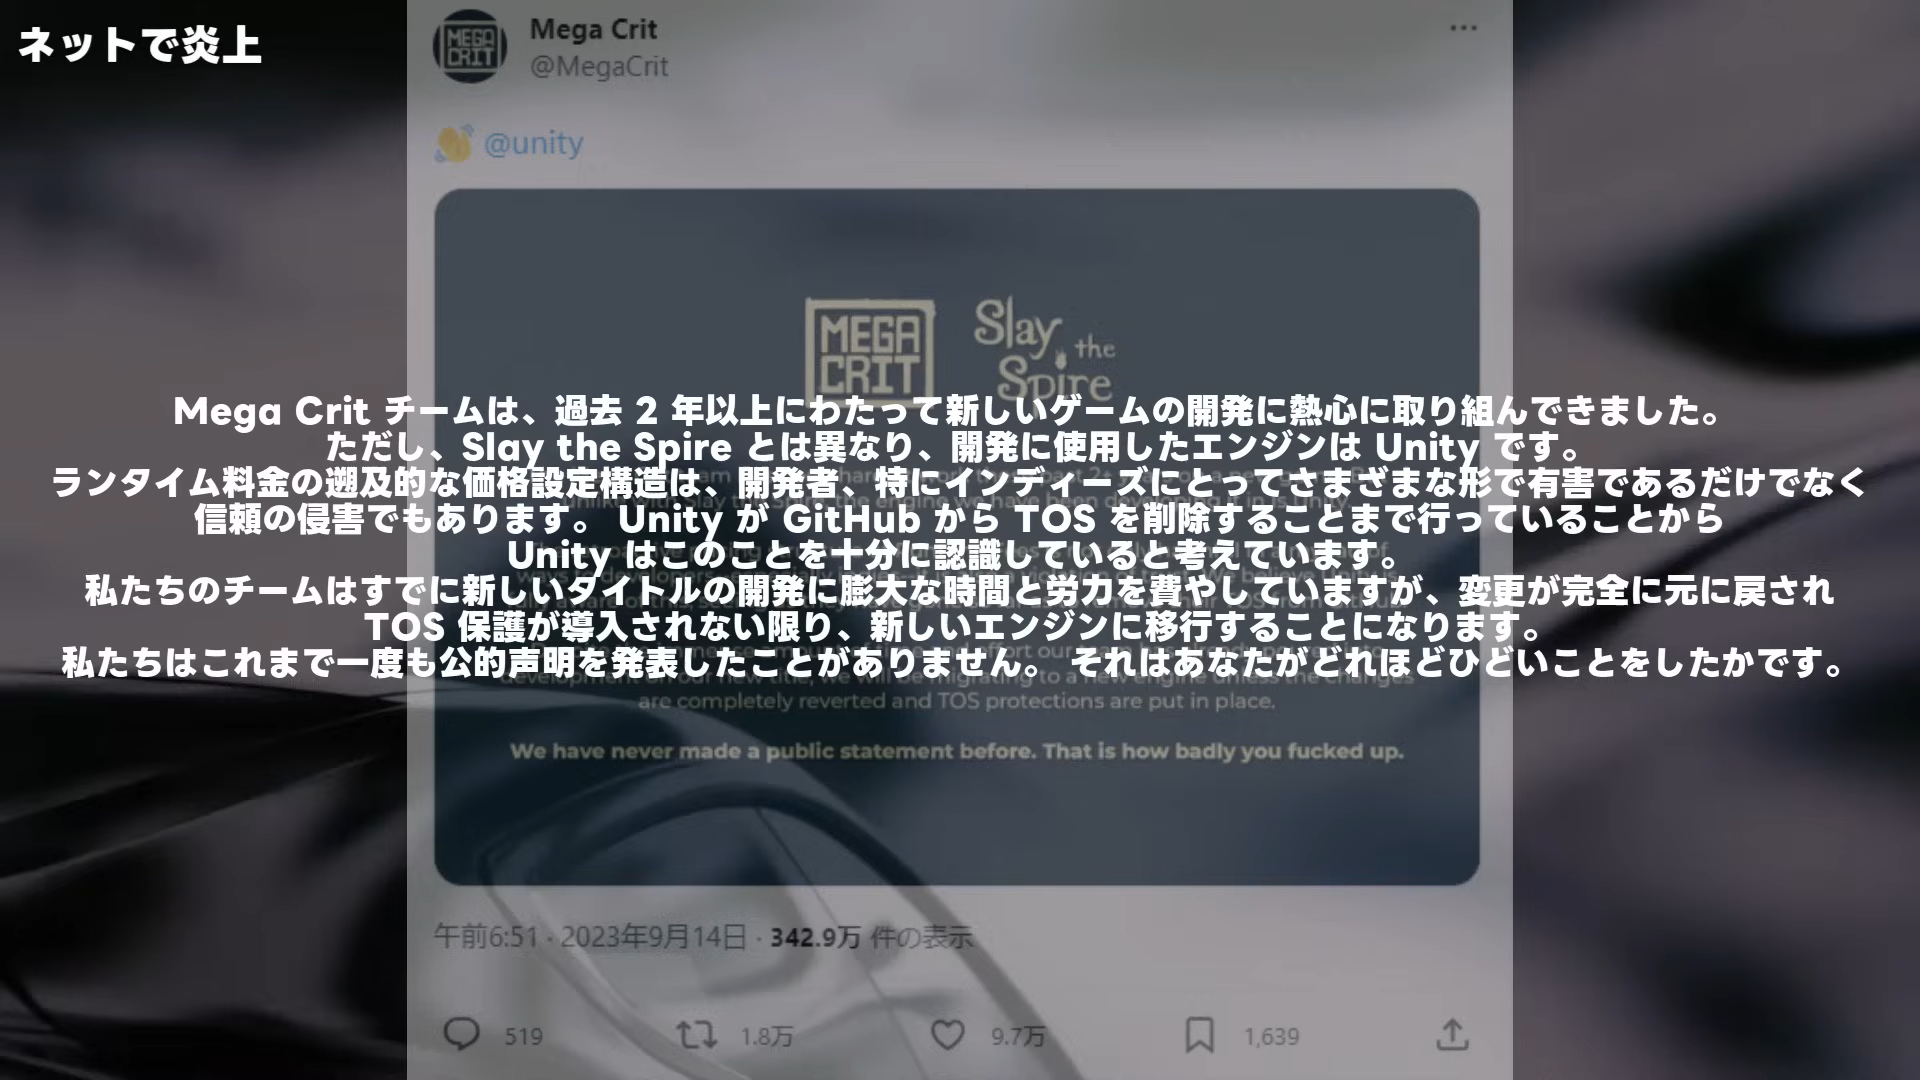 ネットで炎上
Mega Crit
@MegaCrit
👋 @unity
MEGA CRIT
Slay the Spire
Mega Crit チームは、過去 2 年以上にわたって新しいゲームの開発に熱心に取り組んできました。
ただし、Slay the Spire とは異なり、開発に使用したエンジンは Unity です。
ランタイム料金の遡及的な価格設定構造は、開発者、特にインディーズにとってさまざまな形で有害であるだけでなく
信頼の侵害でもあります。 Unity が GitHub から TOS を削除することまで行っていることから
Unity はこのことを十分に認識していると考えています。
私たちのチームはすでに新しいタイトルの開発に膨大な時間と労力を費やしていますが、変更が完全に元に戻され
TOS 保護が導入されない限り、新しいエンジンに移行することになります。
私たちはこれまで一度も公的声明を発表したことがありません。 それはあなたがどれほどひどいことをしたかです。
are completely reverted and TOS protections are put in place.
We have never made a public statement before. That is how badly you fucked up.
午前6:51 · 2023年9月14日 · 342.9万 件の表示
519 1.8万 9.7万 1,639